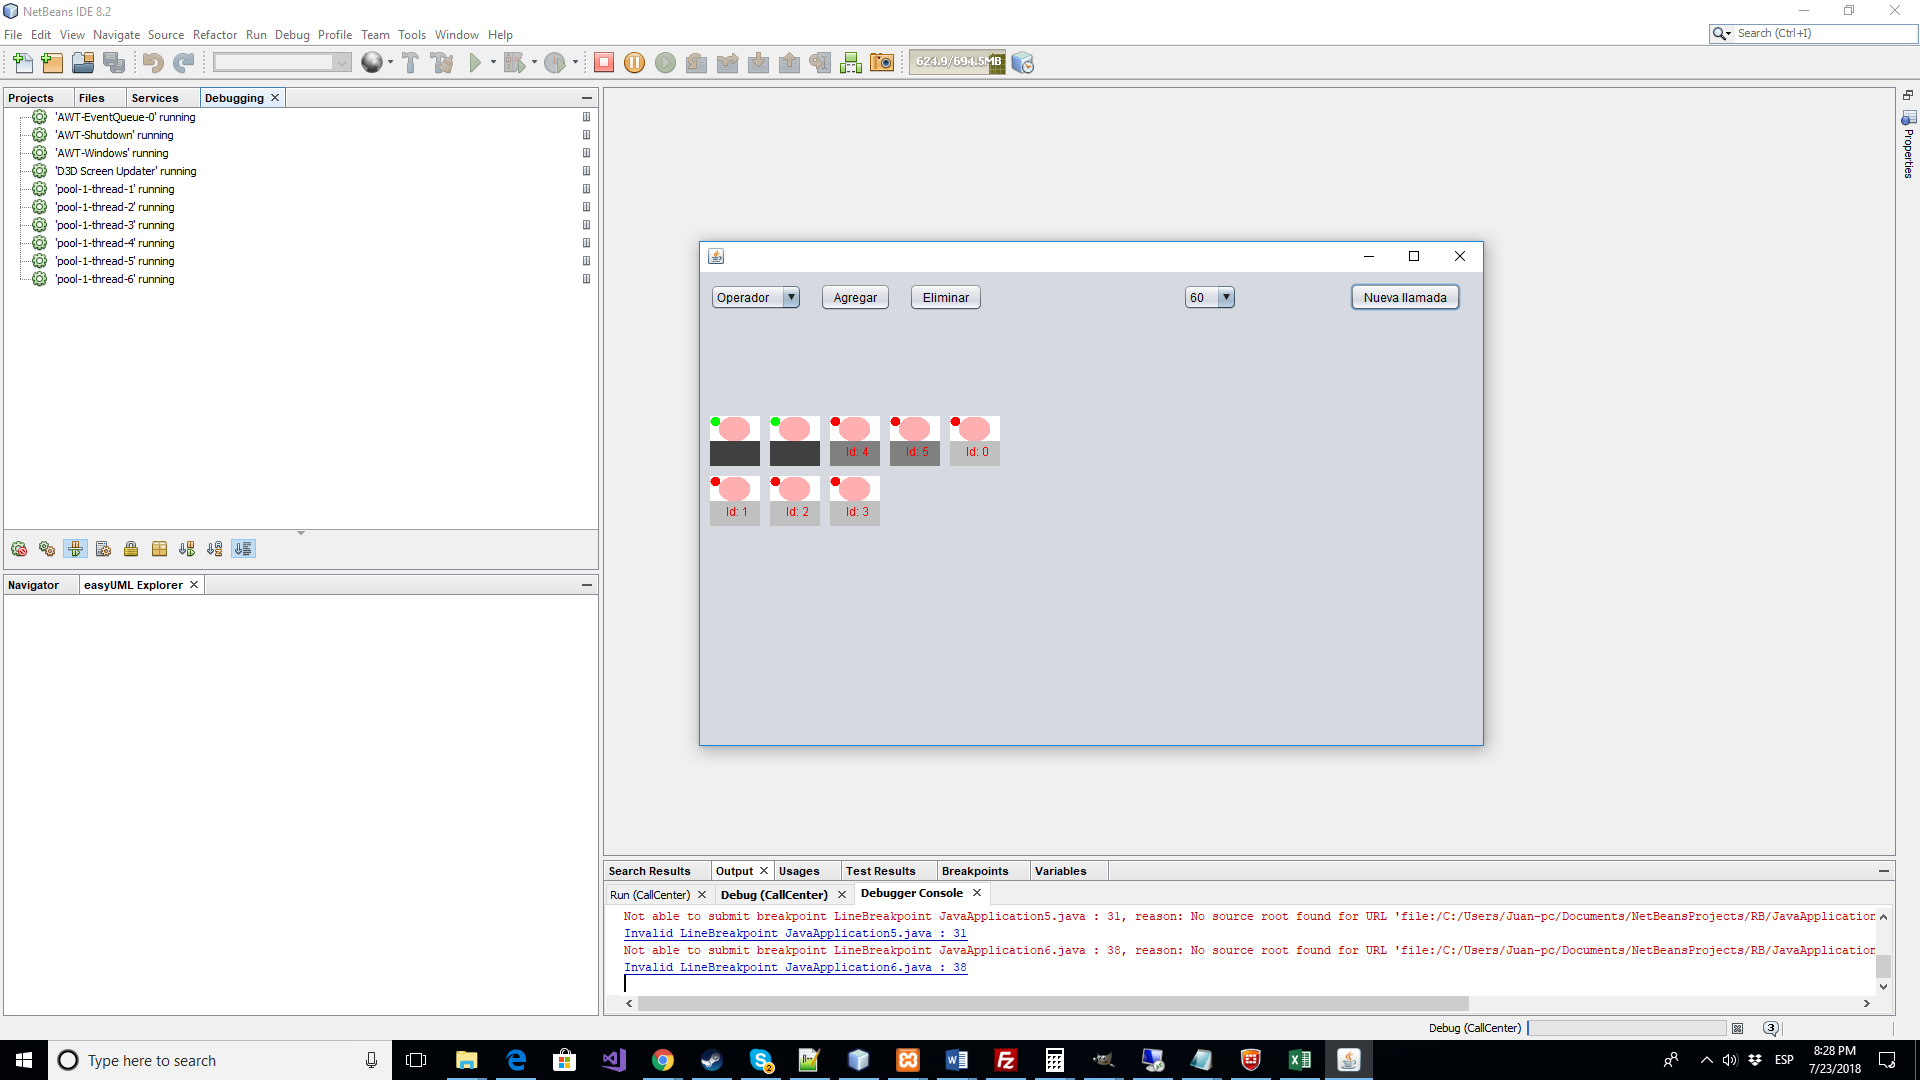 NetBeans IDE 8.2
File Edit View Navigate Source Refactor Run Debug Profile Team Tools Window Help
Search (Ctrl+I)
624.9/694.5MB
Projects Files Services Debugging
'AWT-EventQueue-0' running
'AWT-Shutdown' running
'AWT-Windows' running
'D3D Screen Updater' running
'pool-1-thread-1' running
'pool-1-thread-2' running
'pool-1-thread-3' running
'pool-1-thread-4' running
'pool-1-thread-5' running
'pool-1-thread-6' running
Properties
Operador Agregar Eliminar 60 Nueva llamada
Id: 4 Id: 5 Id: 0
Id: 1 Id: 2 Id: 3
Navigator easyUML Explorer
Search Results Output Usages Test Results Breakpoints Variables
Run (CallCenter) Debug (CallCenter) Debugger Console
Not able to submit breakpoint LineBreakpoint JavaApplication5.java : 31, reason: No source root found for URL 'file:/C:/Users/Juan-pc/Documents/NetBeansProjects/RB/JavaApplication
Invalid LineBreakpoint JavaApplication5.java : 31
Not able to submit breakpoint LineBreakpoint JavaApplication6.java : 38, reason: No source root found for URL 'file:/C:/Users/Juan-pc/Documents/NetBeansProjects/RB/JavaApplication
Invalid LineBreakpoint JavaApplication6.java : 38
Debug (CallCenter) 3
Type here to search
2
ESP
8:28 PM
7/23/2018